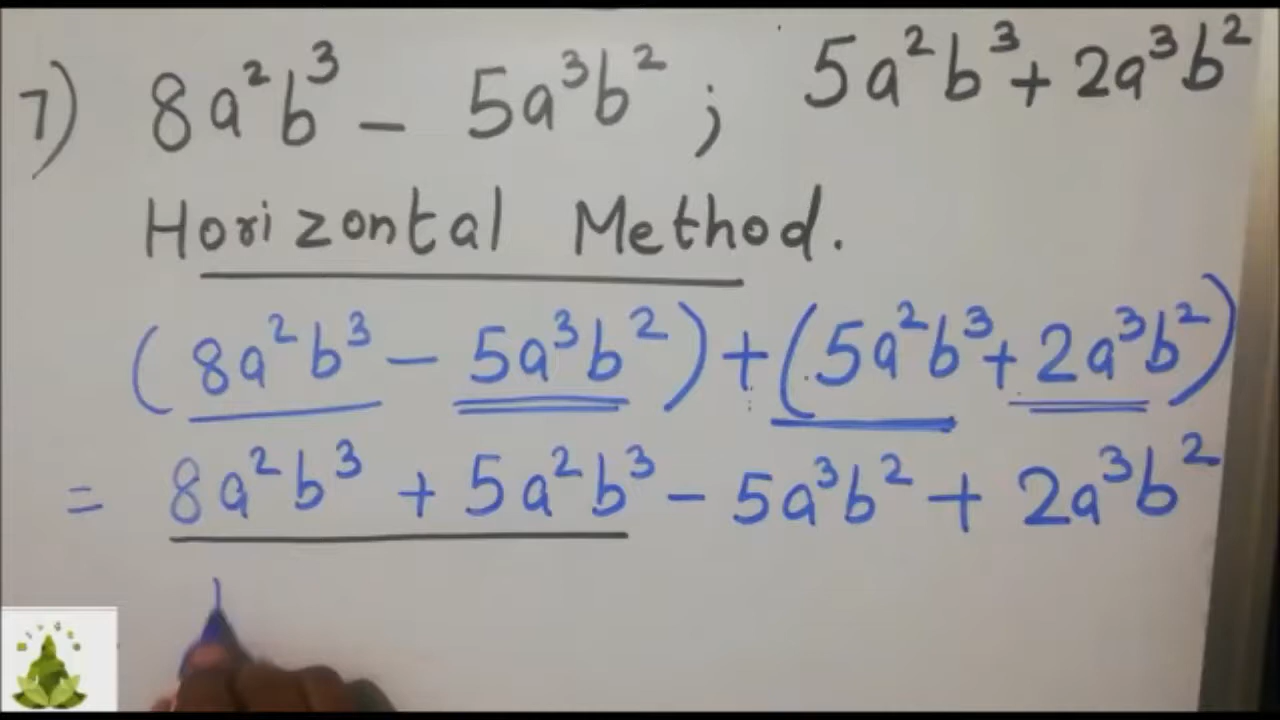 7) 8a²b³ - 5a³b² ; 5a²b³ + 2a³b²
Horizontal Method.
(8a²b³ - 5a³b²) + (5a²b³ + 2a³b²)
= 8a²b³ + 5a²b³ - 5a³b² + 2a³b²